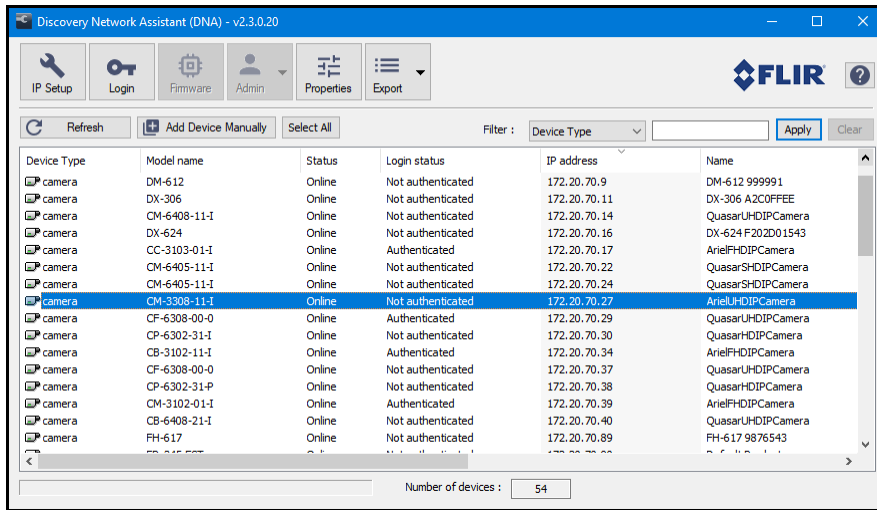 Discovery Network Assistant (DNA) - v2.3.0.20
IP Setup Login Firmware Admin Properties Export FLIR ?
Refresh Add Device Manually Select All Filter : Device Type Apply Clear
Device Type Model name Status Login status IP address Name
camera DM-612 Online Not authenticated 172.20.70.9 DM-612 999991
camera DX-306 Online Not authenticated 172.20.70.11 DX-306 A2C0FFEE
camera CM-6408-11-I Online Not authenticated 172.20.70.14 QuasarUHDIPCamera
camera DX-624 Online Not authenticated 172.20.70.16 DX-624 F202D01543
camera CC-3103-01-I Online Authenticated 172.20.70.17 ArielFHDIPCamera
camera CM-6405-11-I Online Not authenticated 172.20.70.22 QuasarSHDIPCamera
camera CM-6405-11-I Online Not authenticated 172.20.70.24 QuasarSHDIPCamera
camera CM-3308-11-I Online Not authenticated 172.20.70.27 ArielUHDIPCamera
camera CF-6308-00-0 Online Authenticated 172.20.70.29 QuasarUHDIPCamera
camera CP-6302-31-I Online Not authenticated 172.20.70.30 QuasarHDIPCamera
camera CB-3102-11-I Online Authenticated 172.20.70.34 ArielFHDIPCamera
camera CF-6308-00-0 Online Not authenticated 172.20.70.37 QuasarUHDIPCamera
camera CP-6302-31-P Online Not authenticated 172.20.70.38 QuasarHDIPCamera
camera CM-3102-01-I Online Authenticated 172.20.70.39 ArielFHDIPCamera
camera CB-6408-21-I Online Not authenticated 172.20.70.40 QuasarUHDIPCamera
camera FH-617 Online Not authenticated 172.20.70.89 FH-617 9876543
Number of devices : 54